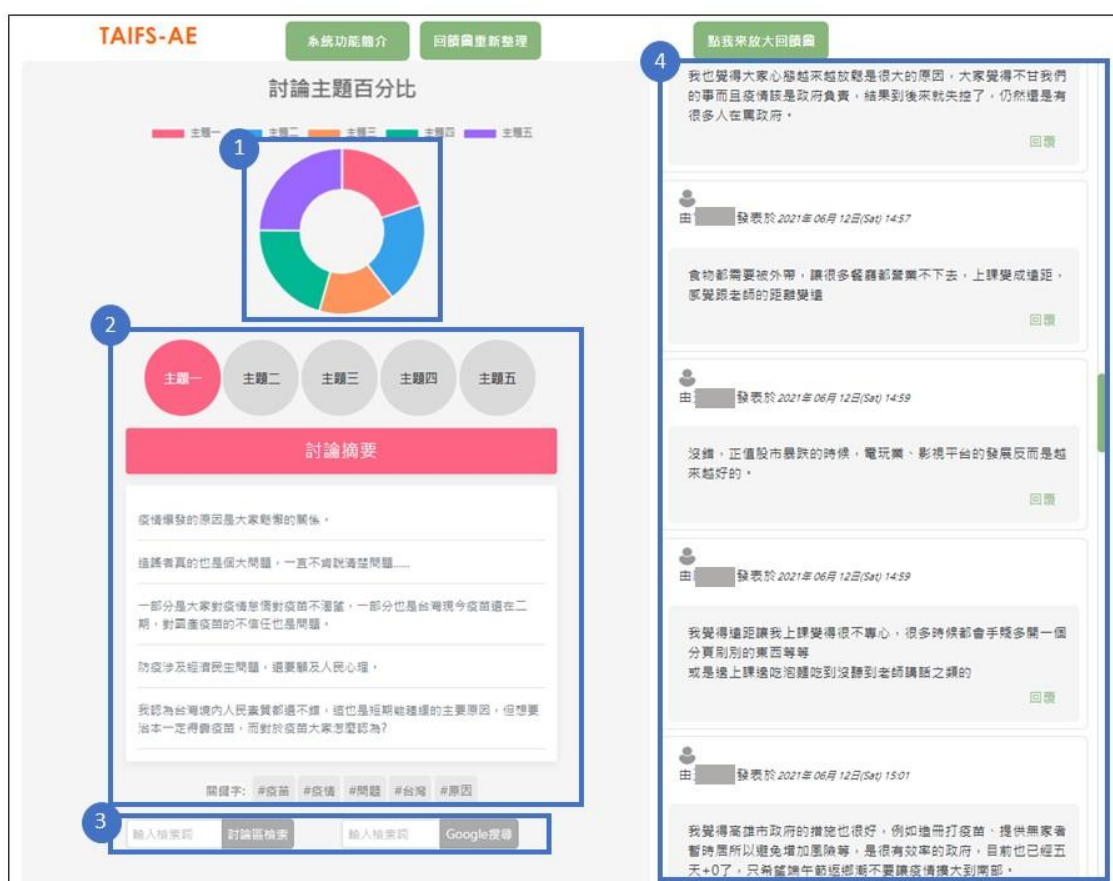 TAIFS-AE
系統功能簡介
回饋圖重新整理
點我來放大回饋圖
討論主題百分比
主題一
主題二
主題三
主題四
主題五
1
2
主題一
主題二
主題三
主題四
主題五
討論摘要
疫情爆發的原因是大家鬆懈的關係。
造謠者真的也是個大問題,一直不肯說清楚問題......
一部分是大家對疫情怠惰對疫苗不渴望,一部分也是台灣現今疫苗還在二
期,對國產疫苗的不信任也是問題。
防疫涉及經濟民生問題,還要顧及人民心理。
我認為台灣境內人民素質都還不錯,這也是短期能穩緩的主要原因,但想要
治本一定得靠疫苗,而對於疫苗大家怎麼認為?
關鍵字: #疫苗 #疫情 #問題 #台灣 #原因
3
輸入檢索詞
討論區檢索
輸入檢索詞
Google搜尋
4
我也覺得大家心態越來越放鬆是很大的原因,大家覺得不甘我們
的事而且疫情該是政府負責,結果到後來就失控了,仍然還是有
很多人在罵政府。
回覆
由 發表於 2021年 06月 12日(Sat) 14:57
食物都需要被外帶,讓很多餐廳都營業不下去,上課變成遠距,
感覺跟老師的距離變遠
回覆
由 發表於 2021年 06月 12日(Sat) 14:59
沒錯,正值股市暴跌的時候,電玩業、影視平台的發展反而是越
來越好的。
回覆
由 發表於 2021年 06月 12日(Sat) 14:59
我覺得遠距讓我上課變得很不專心,很多時候都會手殘多開一個
分頁刷別的東西等等
或是邊上課邊吃泡麵吃到沒聽到老師講話之類的
回覆
由 發表於 2021年 06月 12日(Sat) 15:01
我覺得高雄市政府的措施也很好,例如造冊打疫苗、提供無家者
暫時居所以避免增加風險等,是很有效率的政府,目前也已經五
天+0了,只希望端午節返鄉潮不要讓疫情擴大到南部。